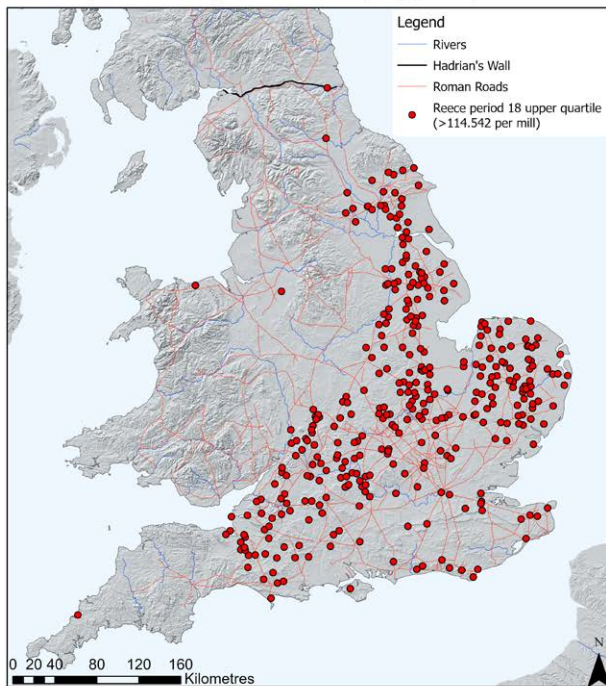 Legend
Rivers
Hadrian's Wall
Roman Roads
Reece period 18 upper quartile
(>114.542 per mill)
N
0 20 40 80 120 160
Kilometres